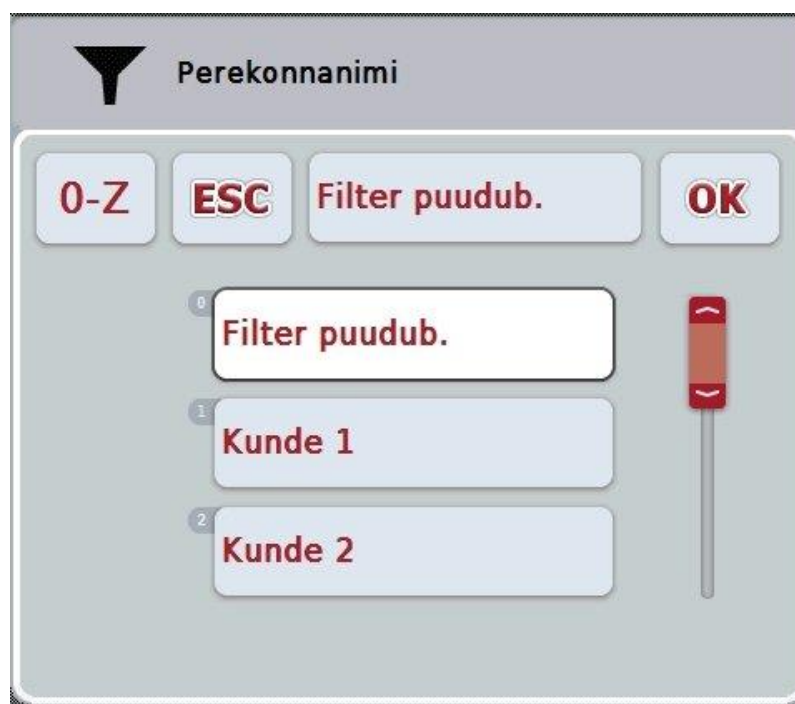 Perekonnanimi
0-Z ESC Filter puudub. OK
0
Filter puudub.
1
Kunde 1
2
Kunde 2